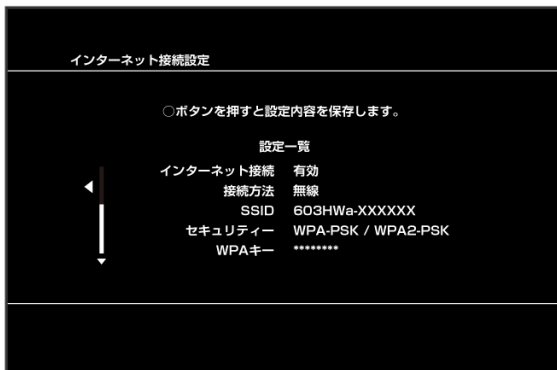 インターネット接続設定
○ボタンを押すと設定内容を保存します。
設定一覧
インターネット接続 有効
接続方法 無線
SSID 603HWa-XXXXXX
セキュリティー WPA-PSK / WPA2-PSK
WPAキー ********